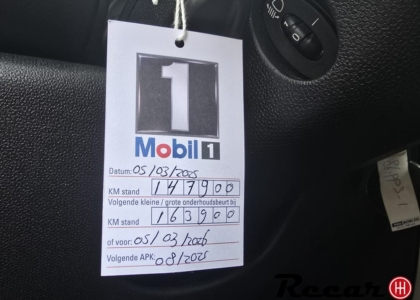 0
1
Mobil 1
Datum: 05/03/2025
KM stand 147900
Volgende kleine / grote onderhoudsbeurt bij
KM stand 163900
of voor: 05/03/2026
Volgende APK: 08/2025
Recar